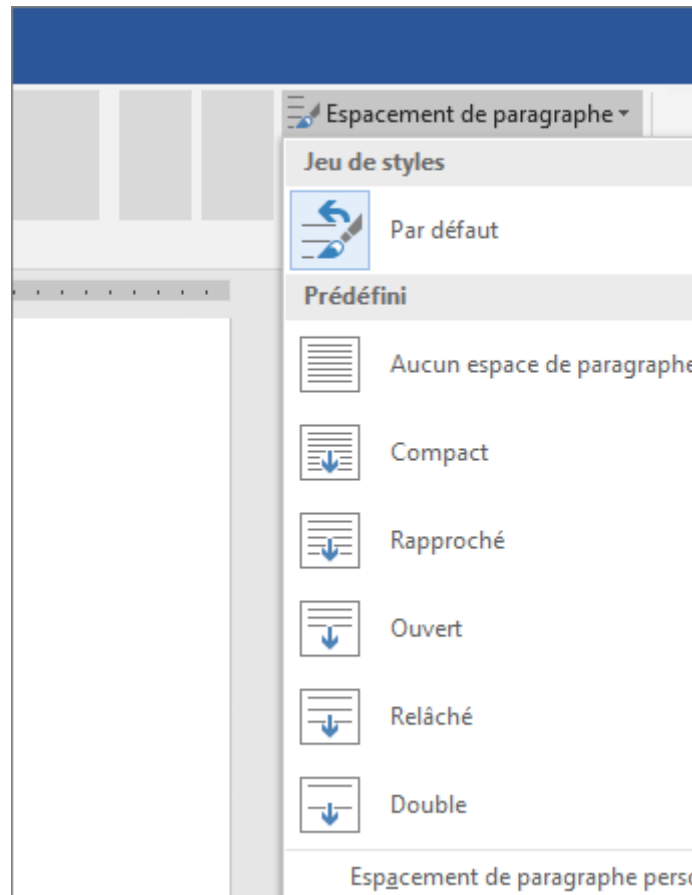 Espacement de paragraphe
Jeu de styles
Par défaut
Prédéfini
Aucun espace de paragraphe
Compact
Rapproché
Ouvert
Relâché
Double
Espacement de paragraphe perso